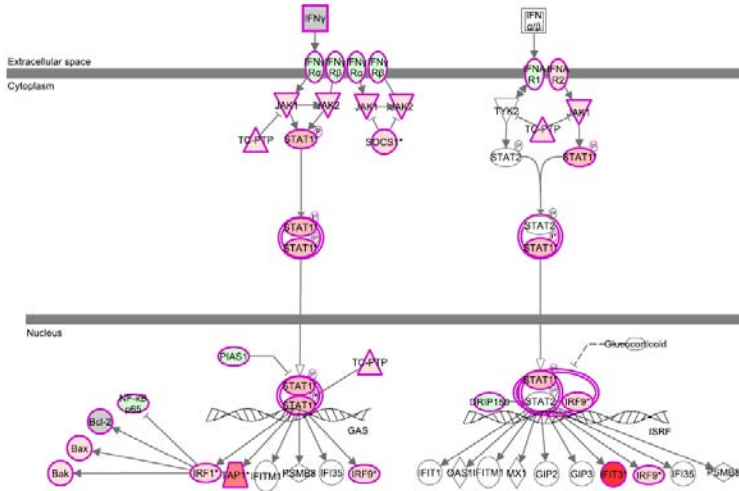 IFNγ
IFN
α/β
Extracellular space
Cytoplasm
IFNγ
Rα
IFNγ
Rβ
IFNγ
Rα
IFNγ
Rβ
IFNA
R1
IFNA
R2
JAK1
JAK2
JAK1
JAK2
TYK2
JAK1
TC-PTP
STAT1*
P
SOCS1*
TC-PTP
STAT2
P
STAT1*
P
STAT1*
P
STAT1*
P
STAT2
P
STAT1*
P
Nucleus
PIAS1
TC-PTP
Glucocorticoid
STAT1*
P
STAT1*
STAT1*
P
STAT2
IRF9*
NF-κB
p65
Bcl-2
Bax
Bak
GAS
ISRF
IRF1*
TAP1*
IFITM1
PSMB8
IFI35
IRF9*
IFIT1
OAS1
IFITM1
MX1
GIP2
GIP3
IFIT3*
IRF9*
IFI35
PSMB8